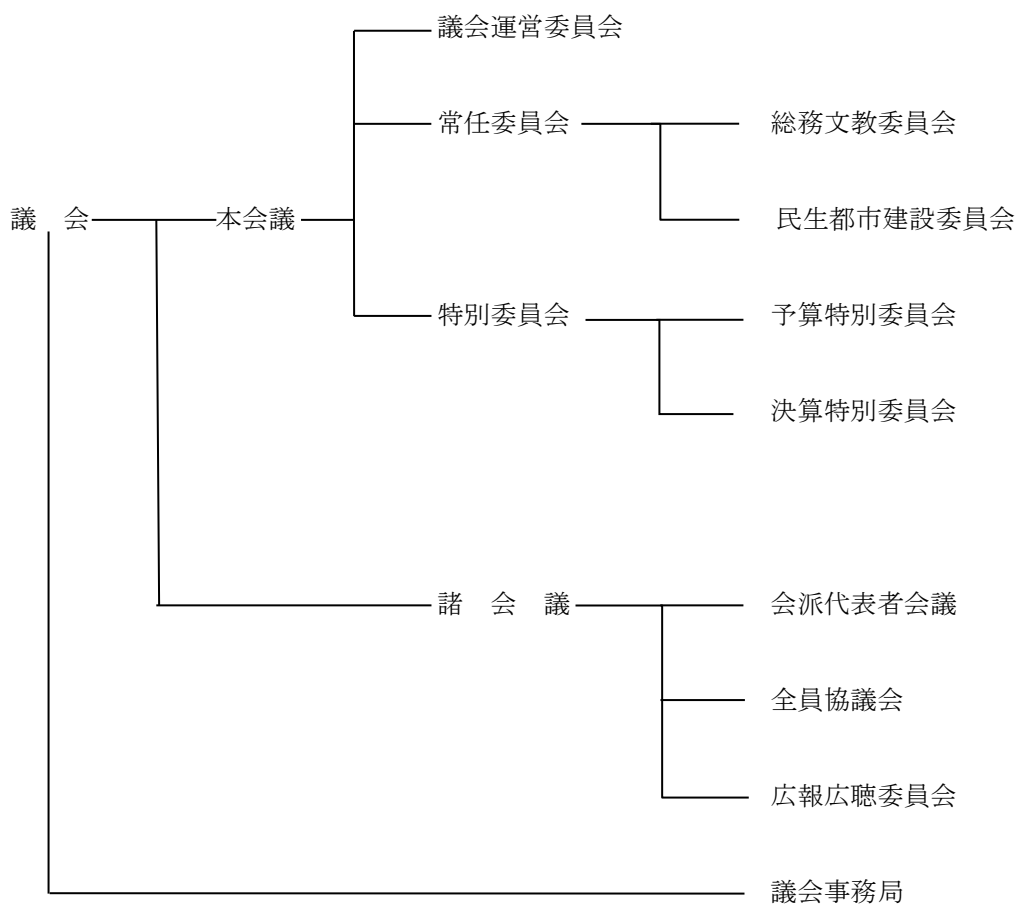 議会運営委員会
常任委員会 総務文教委員会
議　会 本会議 民生都市建設委員会
特別委員会 予算特別委員会
決算特別委員会
諸　会　議 会派代表者会議
全員協議会
広報広聴委員会
議会事務局